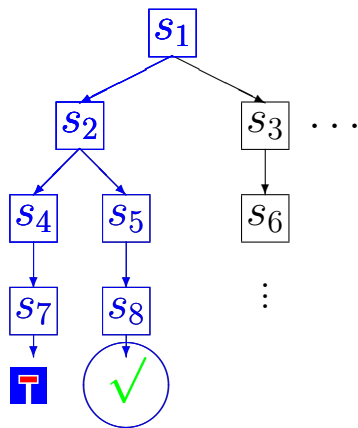 s₁
s₂ s₃ ⋯
s₄ s₅ s₆
s₇ s₈ ⋮
√